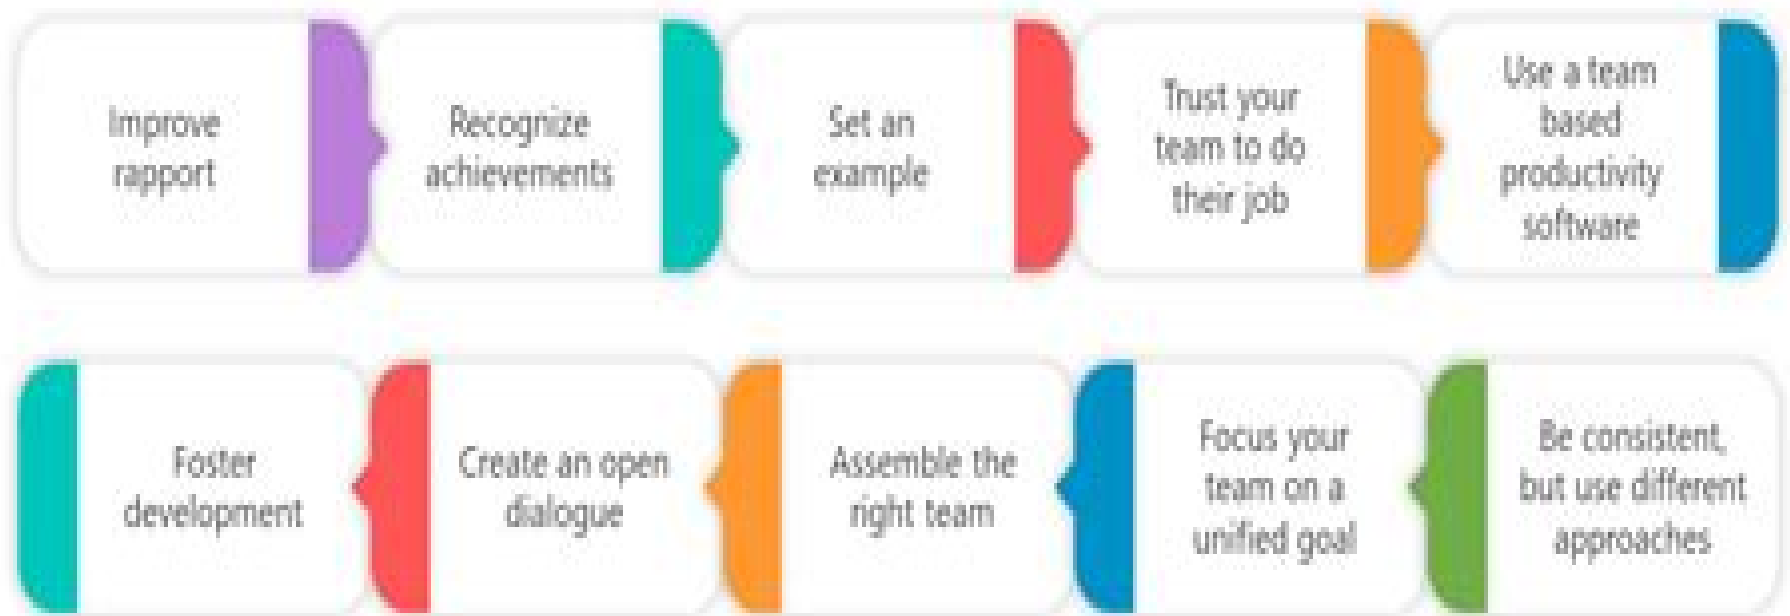 Improve
rapport
Recognize
achievements
Set an
example
Trust your
team to do
their job
Use a team
based
productivity
software
Foster
development
Create an open
dialogue
Assemble the
right team
Focus your
team on a
unified goal
Be consistent,
but use different
approaches